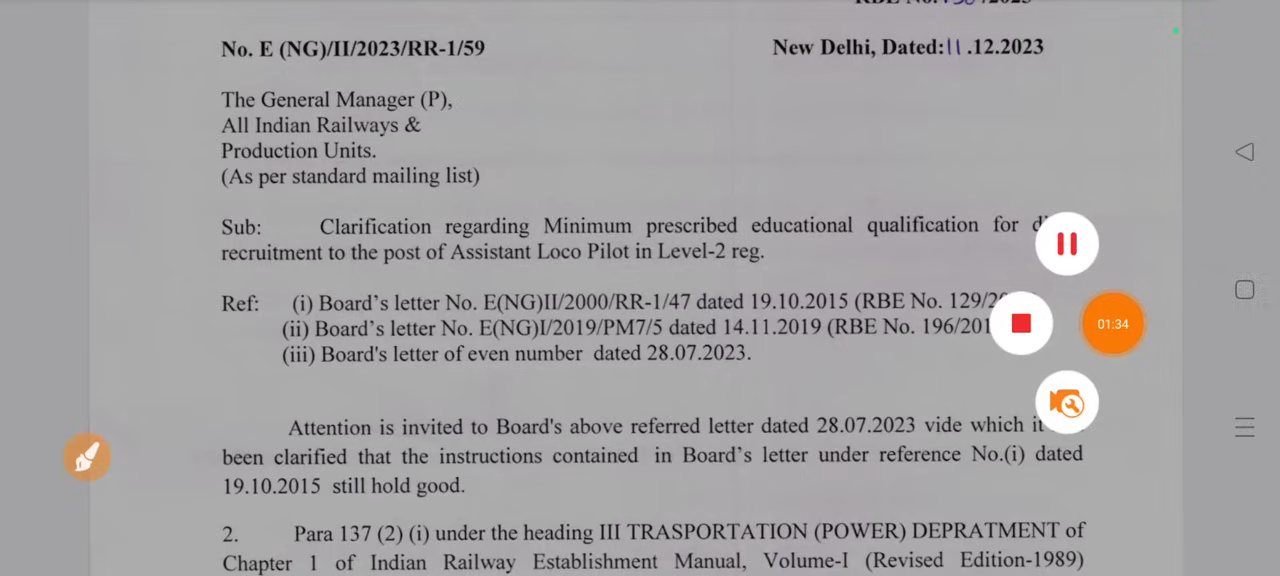 No. E (NG)/II/2023/RR-1/59
New Delhi, Dated:11.12.2023
The General Manager (P),
All Indian Railways &
Production Units.
(As per standard mailing list)
Sub: Clarification regarding Minimum prescribed educational qualification for
recruitment to the post of Assistant Loco Pilot in Level-2 reg.
Ref: (i) Board's letter No. E(NG)II/2000/RR-1/47 dated 19.10.2015 (RBE No. 129/2
(ii) Board's letter No. E(NG)I/2019/PM7/5 dated 14.11.2019 (RBE No. 196/201
(iii) Board's letter of even number dated 28.07.2023.
01:34
Attention is invited to Board's above referred letter dated 28.07.2023 vide which it
been clarified that the instructions contained in Board's letter under reference No.(i) dated
19.10.2015 still hold good.
2. Para 137 (2) (i) under the heading III TRASPORTATION (POWER) DEPRATMENT of
Chapter 1 of Indian Railway Establishment Manual, Volume-I (Revised Edition-1989)